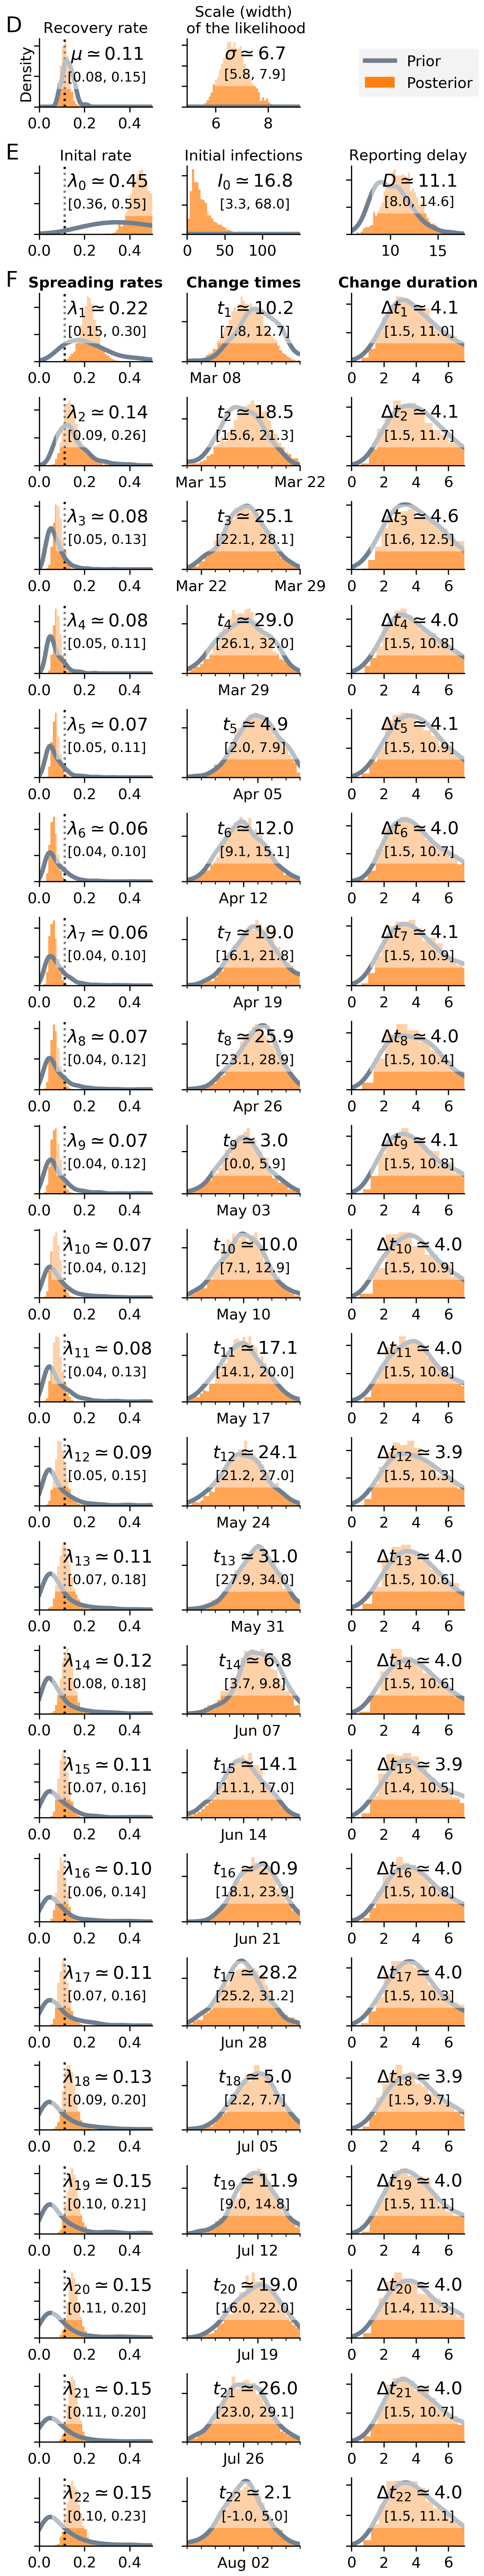 D
Recovery rate
Scale (width)
of the likelihood
Density
μ≃0.11
[0.08, 0.15]
σ≃6.7
[5.8, 7.9]
Prior
Posterior
0.0 0.2 0.4
6 8
E
Inital rate
Initial infections
Reporting delay
λ0≃0.45
[0.36, 0.55]
I0≃16.8
[3.3, 68.0]
D≃11.1
[8.0, 14.6]
0.0 0.2 0.4
0 50 100
10 15
F
Spreading rates
Change times
Change duration
λ1≃0.22
[0.15, 0.30]
t1≃10.2
[7.8, 12.7]
Δt1≃4.1
[1.5, 11.0]
0.0 0.2 0.4
Mar 08
0 2 4 6
λ2≃0.14
[0.09, 0.26]
t2≃18.5
[15.6, 21.3]
Δt2≃4.1
[1.5, 11.7]
0.0 0.2 0.4
Mar 15 Mar 22
0 2 4 6
λ3≃0.08
[0.05, 0.13]
t3≃25.1
[22.1, 28.1]
Δt3≃4.6
[1.6, 12.5]
0.0 0.2 0.4
Mar 22 Mar 29
0 2 4 6
λ4≃0.08
[0.05, 0.11]
t4≃29.0
[26.1, 32.0]
Δt4≃4.0
[1.5, 10.8]
0.0 0.2 0.4
Mar 29
0 2 4 6
λ5≃0.07
[0.05, 0.11]
t5≃4.9
[2.0, 7.9]
Δt5≃4.1
[1.5, 10.9]
0.0 0.2 0.4
Apr 05
0 2 4 6
λ6≃0.06
[0.04, 0.10]
t6≃12.0
[9.1, 15.1]
Δt6≃4.0
[1.5, 10.7]
0.0 0.2 0.4
Apr 12
0 2 4 6
λ7≃0.06
[0.04, 0.10]
t7≃19.0
[16.1, 21.8]
Δt7≃4.1
[1.5, 10.9]
0.0 0.2 0.4
Apr 19
0 2 4 6
λ8≃0.07
[0.04, 0.12]
t8≃25.9
[23.1, 28.9]
Δt8≃4.0
[1.5, 10.4]
0.0 0.2 0.4
Apr 26
0 2 4 6
λ9≃0.07
[0.04, 0.12]
t9≃3.0
[0.0, 5.9]
Δt9≃4.1
[1.5, 10.8]
0.0 0.2 0.4
May 03
0 2 4 6
λ10≃0.07
[0.04, 0.12]
t10≃10.0
[7.1, 12.9]
Δt10≃4.0
[1.5, 10.9]
0.0 0.2 0.4
May 10
0 2 4 6
λ11≃0.08
[0.04, 0.13]
t11≃17.1
[14.1, 20.0]
Δt11≃4.0
[1.5, 10.8]
0.0 0.2 0.4
May 17
0 2 4 6
λ12≃0.09
[0.05, 0.15]
t12≃24.1
[21.2, 27.0]
Δt12≃3.9
[1.5, 10.3]
0.0 0.2 0.4
May 24
0 2 4 6
λ13≃0.11
[0.07, 0.18]
t13≃31.0
[27.9, 34.0]
Δt13≃4.0
[1.5, 10.6]
0.0 0.2 0.4
May 31
0 2 4 6
λ14≃0.12
[0.08, 0.18]
t14≃6.8
[3.7, 9.8]
Δt14≃4.0
[1.5, 10.6]
0.0 0.2 0.4
Jun 07
0 2 4 6
λ15≃0.11
[0.07, 0.16]
t15≃14.1
[11.1, 17.0]
Δt15≃3.9
[1.4, 10.5]
0.0 0.2 0.4
Jun 14
0 2 4 6
λ16≃0.10
[0.06, 0.14]
t16≃20.9
[18.1, 23.9]
Δt16≃4.0
[1.5, 10.8]
0.0 0.2 0.4
Jun 21
0 2 4 6
λ17≃0.11
[0.07, 0.16]
t17≃28.2
[25.2, 31.2]
Δt17≃4.0
[1.5, 10.3]
0.0 0.2 0.4
Jun 28
0 2 4 6
λ18≃0.13
[0.09, 0.20]
t18≃5.0
[2.2, 7.7]
Δt18≃3.9
[1.5, 9.7]
0.0 0.2 0.4
Jul 05
0 2 4 6
λ19≃0.15
[0.10, 0.21]
t19≃11.9
[9.0, 14.8]
Δt19≃4.0
[1.5, 11.1]
0.0 0.2 0.4
Jul 12
0 2 4 6
λ20≃0.15
[0.11, 0.20]
t20≃19.0
[16.0, 22.0]
Δt20≃4.0
[1.4, 11.3]
0.0 0.2 0.4
Jul 19
0 2 4 6
λ21≃0.15
[0.11, 0.20]
t21≃26.0
[23.0, 29.1]
Δt21≃4.0
[1.5, 10.7]
0.0 0.2 0.4
Jul 26
0 2 4 6
λ22≃0.15
[0.10, 0.23]
t22≃2.1
[-1.0, 5.0]
Δt22≃4.0
[1.5, 11.1]
0.0 0.2 0.4
Aug 02
0 2 4 6